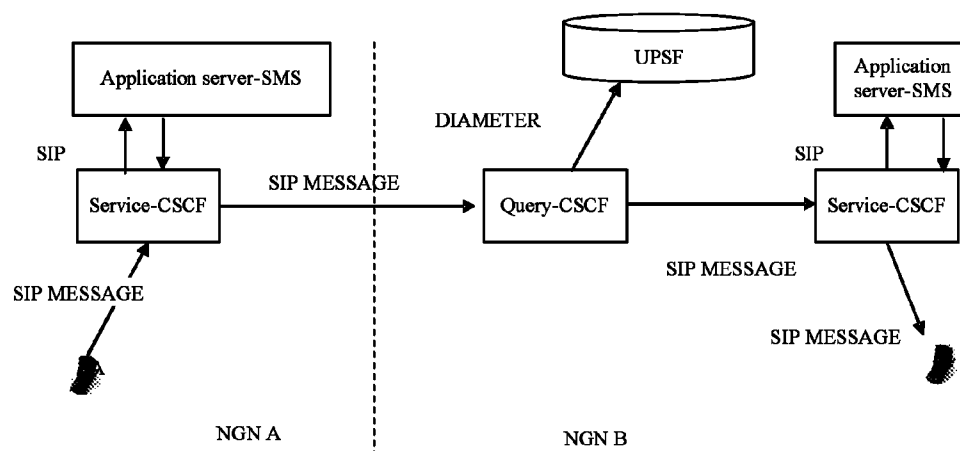 Application server-SMS
UPSF
Application
server-SMS
DIAMETER
SIP
SIP MESSAGE
SIP
Service-CSCF
Query-CSCF
Service-CSCF
SIP MESSAGE
SIP MESSAGE
SIP MESSAGE
A
NGN A
NGN B